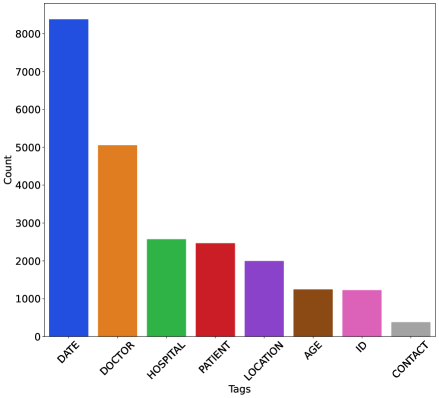 Count
8000
7000
6000
5000
4000
3000
2000
1000
0
DATE
DOCTOR
HOSPITAL
PATIENT
LOCATION
AGE
ID
CONTACT
Tags